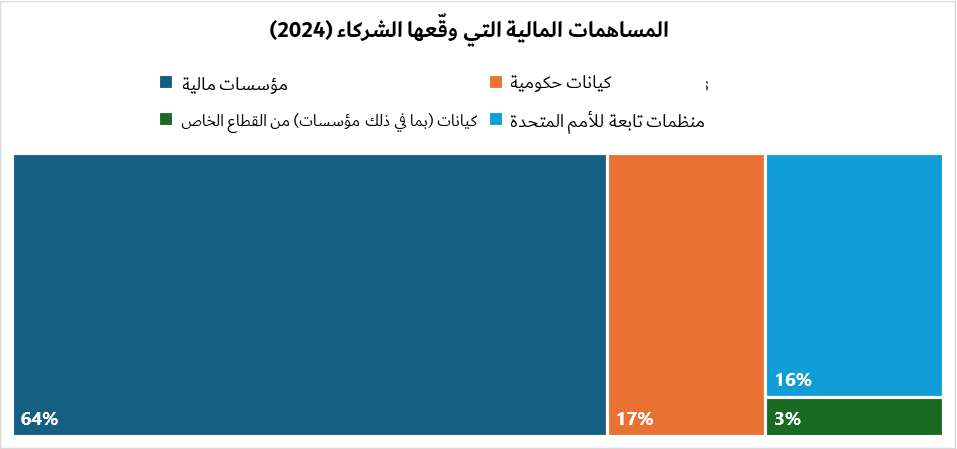 المساهمات المالية التي وقّعها الشركاء (2024)
مؤسسات مالية
كيانات حكومية
كيانات (بما في ذلك مؤسسات) من القطاع الخاص
منظمات تابعة للأمم المتحدة
64%
17%
16%
3%